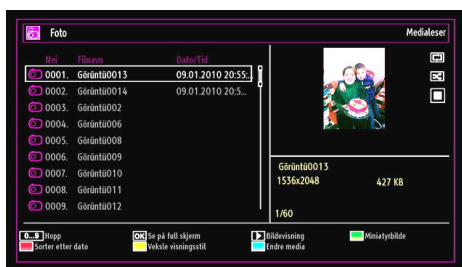 Foto Medialeser
Nei Filnavn Dato/Tid
0001. Görüntü0013 09.01.2010 20:55:.
0002. Görüntü0014 09.01.2010 20:5...
0003. Görüntü002
0004. Görüntü006
0005. Görüntü008
0006. Görüntü009
0007. Görüntü010
0008. Görüntü011
0009. Görüntü012
Görüntü0013
1536x2048 427 KB
1/60
0...9 Hopp OK Se på full skjerm Bildevisning Miniatyrbilde
Sorter etter dato Veksle visningsstil Endre media